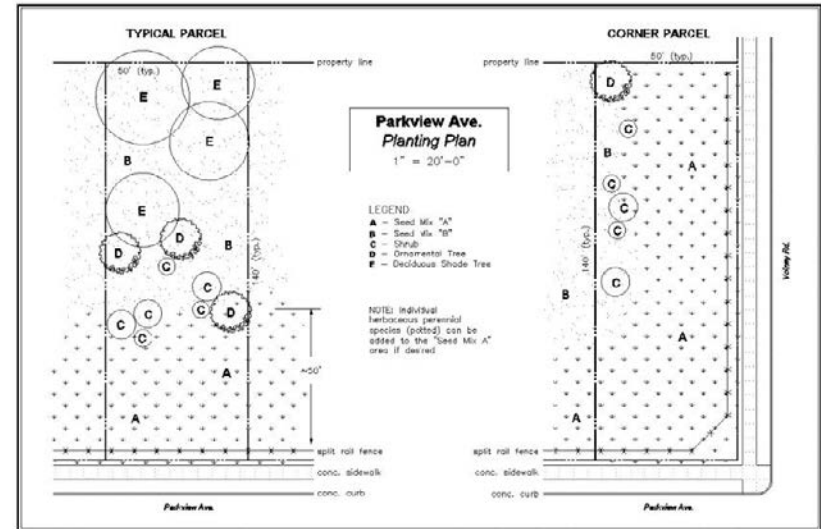 TYPICAL PARCEL
50' (typ.)
property line
E
E
E
B
E
D
D
B
C
140' (typ.)
C
C
D
C
C
C
~50'
A
A
split rail fence
conc. sidewalk
conc. curb
Parkview Ave.
Parkview Ave.
Planting Plan
1" = 20'-0"
LEGEND
A - Seed Mix "A"
B - Seed Mix "B"
C - Shrub
D - Ornamental Tree
E - Deciduous Shade Tree
NOTE: Individual
herbaceous perennial
species (potted) can be
added to the "Seed Mix A"
area if desired
CORNER PARCEL
50' (typ.)
property line
D
C
B
A
C
C
C
140' (typ.)
C
B
A
A
split rail fence
conc. sidewalk
conc. curb
Parkview Ave.